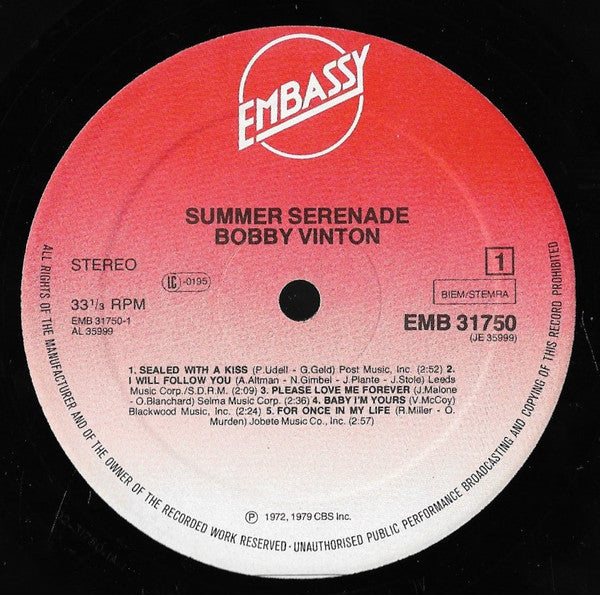 EMBASSY
SUMMER SERENADE
BOBBY VINTON
STEREO
LC -0195
1
33 1/3 RPM
BIEM/STEMRA
EMB 31750-1
AL 35999
EMB 31750
(JE 35999)
1. SEALED WITH A KISS (P.Udell - G.Geld) Post Music, Inc. (2:52) 2.
I WILL FOLLOW YOU (A.Altman - N.Gimbel - J.Plante - J.Stole) Leeds
Music Corp./S.D.R.M. (2:09) 3. PLEASE LOVE ME FOREVER (J.Malone
- O.Blanchard) Selma Music Corp. (2:36) 4. BABY I'M YOURS (V.McCoy)
Blackwood Music, Inc. (2:24) 5. FOR ONCE IN MY LIFE (R.Miller - O.
Murden) Jobete Music Co., Inc. (2:57)
Ⓟ 1972, 1979 CBS Inc.
ALL RIGHTS OF THE MANUFACTURER AND OF THE OWNER OF THE RECORDED WORK RESERVED · UNAUTHORISED PUBLIC PERFORMANCE BROADCASTING AND COPYING OF THIS RECORD PROHIBITED